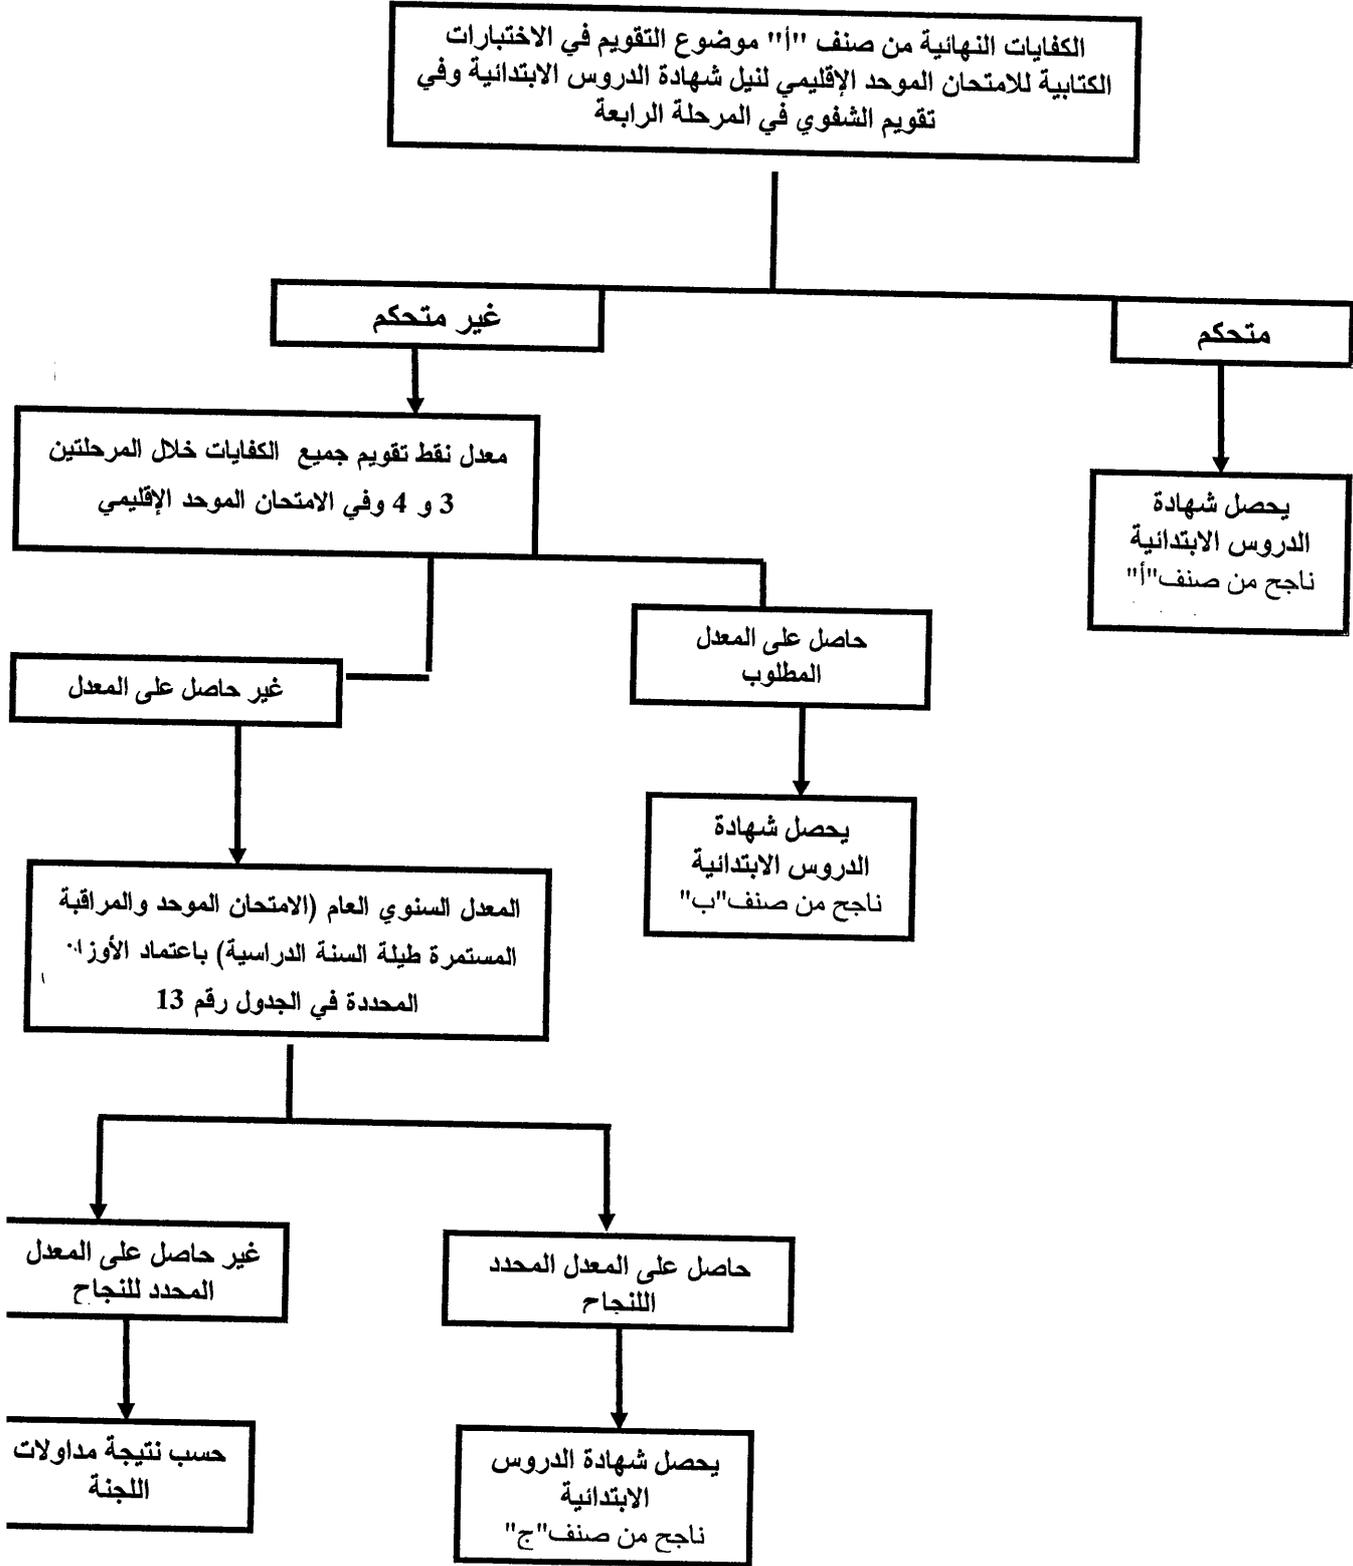 الكفايات النهائية من صنف "أ" موضوع التقويم في الاختبارات
الكتابية للامتحان الموحد الإقليمي لنيل شهادة الدروس الابتدائية وفي
تقويم الشفوي في المرحلة الرابعة
متحكم
غير متحكم
يحصل شهادة
الدروس الابتدائية
ناجح من صنف"أ"
معدل نقط تقويم جميع الكفايات خلال المرحلتين
3 و 4 وفي الامتحان الموحد الإقليمي
حاصل على المعدل
المطلوب
غير حاصل على المعدل
يحصل شهادة
الدروس الابتدائية
ناجح من صنف"ب"
المعدل السنوي العام (الامتحان الموحد والمراقبة
المستمرة طيلة السنة الدراسية) باعتماد
المحددة في الجدول رقم 13
حاصل على المعدل المحدد
اللنجاح
غير حاصل على المعدل
المحدد للنجاح
يحصل شهادة الدروس
الابتدائية
ناجح من صنف"ج"
حسب نتيجة مداولات
اللجنة